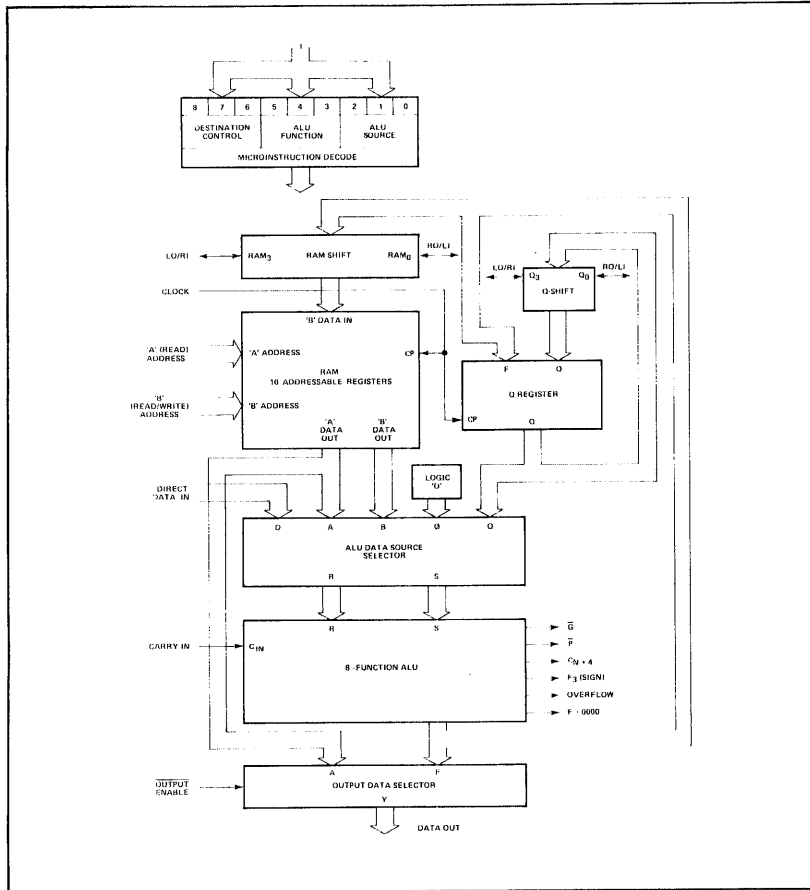 I
8 7 6 5 4 3 2 1 0
DESTINATION CONTROL
ALU FUNCTION
ALU SOURCE
MICROINSTRUCTION DECODE
LO/RI
RAM3
RAM SHIFT
RAM0
RO/LI
LO/RI
RO/LI
Q3
Q0
Q-SHIFT
CLOCK
'B' DATA IN
'A' (READ)
ADDRESS
'A' ADDRESS
CP
RAM
16 ADDRESSABLE REGISTERS
'B'
(READ/WRITE)
ADDRESS
'B' ADDRESS
'A'
DATA
OUT
'B'
DATA
OUT
F
Q
Q REGISTER
CP
Q
LOGIC
'0'
DIRECT
DATA IN
D A B Ø Q
ALU DATA SOURCE
SELECTOR
R S
R S
CARRY IN
CIN
8-FUNCTION ALU
G̅
P̅
CN + 4
F3 (SIGN)
OVERFLOW
F · 0000
A F
O̅U̅T̅P̅U̅T̅
ENABLE
OUTPUT DATA SELECTOR
Y
DATA OUT